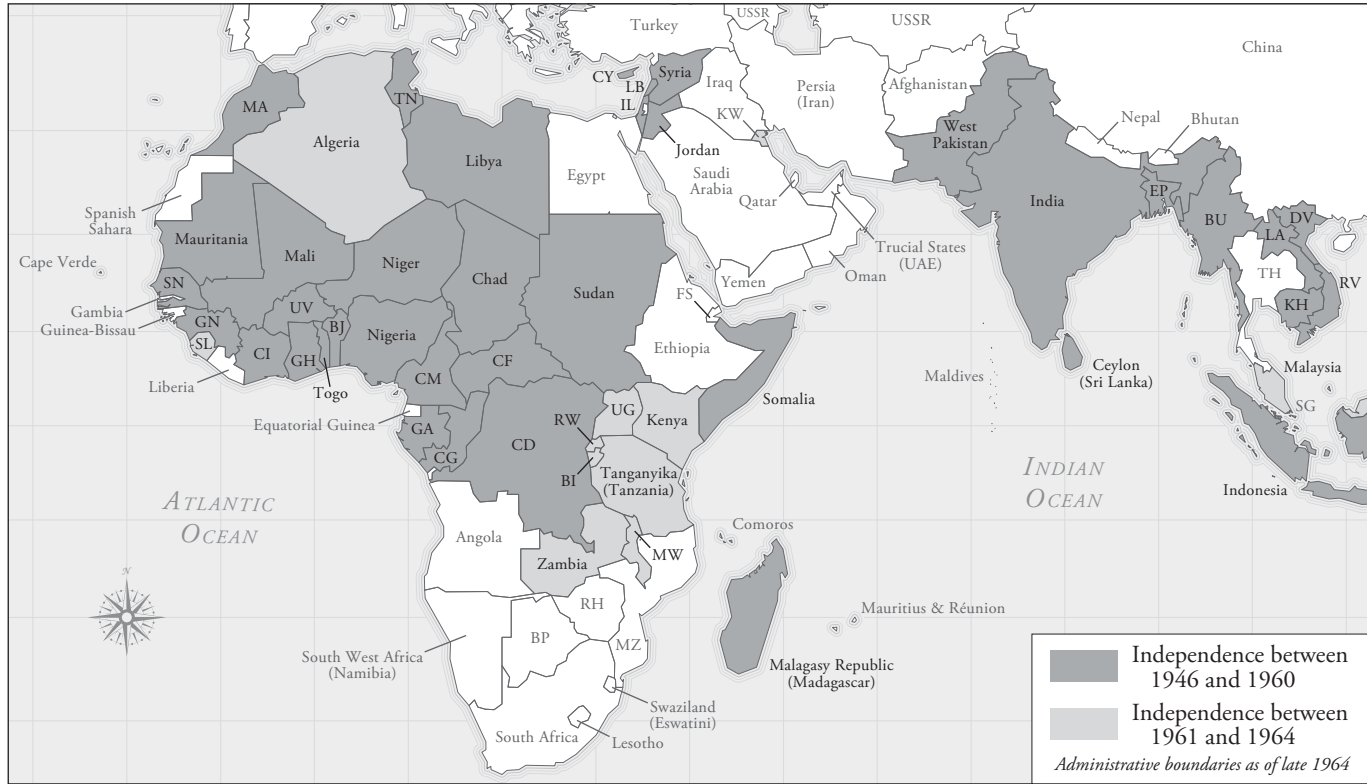 USSR
USSR
Turkey
China
CY
Syria
LB
Iraq
Persia
(Iran)
Afghanistan
IL
MA
TN
KW
Nepal
Bhutan
West
Pakistan
Algeria
Jordan
Libya
Egypt
Saudi
Arabia
Qatar
India
EP
DV
BU
LA
Spanish
Sahara
Mauritania
Mali
Niger
Trucial States
(UAE)
Oman
Cape Verde
Chad
TH
SN
Sudan
Yemen
FS
RV
KH
Gambia
Guinea-Bissau
UV
GN
BJ
Nigeria
SL
CI
GH
CF
Ethiopia
Liberia
Togo
CM
Ceylon
(Sri Lanka)
Malaysia
Maldives
Somalia
SG
Equatorial Guinea
GA
CG
CD
RW
UG
Kenya
BI
Tanganyika
(Tanzania)
INDIAN
OCEAN
Indonesia
ATLANTIC
OCEAN
Angola
Comoros
Zambia
MW
N
RH
Mauritius & Réunion
BP
MZ
South West Africa
(Namibia)
Malagasy Republic
(Madagascar)
Swaziland
(Eswatini)
South Africa
Lesotho
Independence between
1946 and 1960
Independence between
1961 and 1964
Administrative boundaries as of late 1964